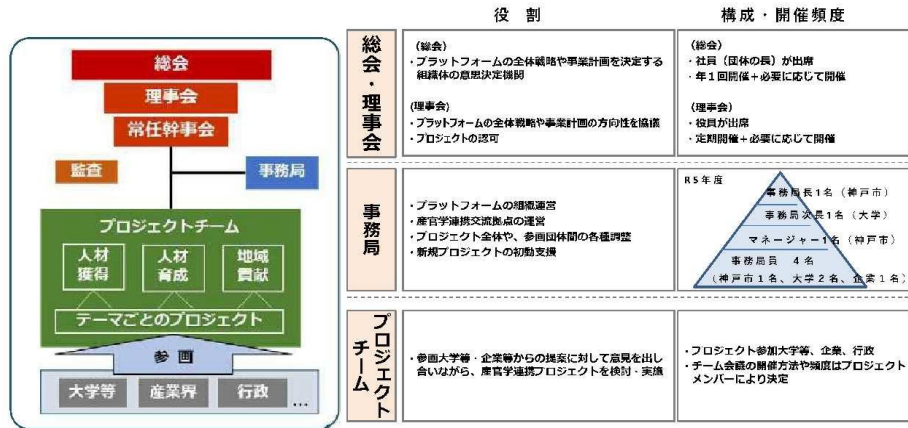 総会
理事会
常任幹事会
監査
事務局
プロジェクトチーム
人材
獲得
人材
育成
地域
貢献
テーマごとのプロジェクト
参 画
大学等
産業界
行政
...
役 割
構成・開催頻度
総会・理事会
(総会)
・プラットフォームの全体戦略や事業計画を決定する
組織体の意思決定機関
(理事会)
・プラットフォームの全体戦略や事業計画の方向性を協議
・プロジェクトの認可
(総会)
・社員(団体の長)が出席
・年1回開催+必要に応じて開催
(理事会)
・役員が出席
・定期開催+必要に応じて開催
事務局
・プラットフォームの組織運営
・産官学連携交流拠点の運営
・プロジェクト全体や、参画団体間の各種調整
・新規プロジェクトの初動支援
R5年度
事務局長1名(神戸市)
事務局次長1名(大学)
マネージャー1名(神戸市)
事務局員 4名
(神戸市1名、大学2名、企業1名)
プロジェクト
チーム
・参画大学等・企業等からの提案に対して意見を出し
合いながら、産官学連携プロジェクトを検討・実施
・プロジェクト参加大学等、企業、行政
・チーム会議の開催方法や頻度はプロジェクト
メンバーにより決定